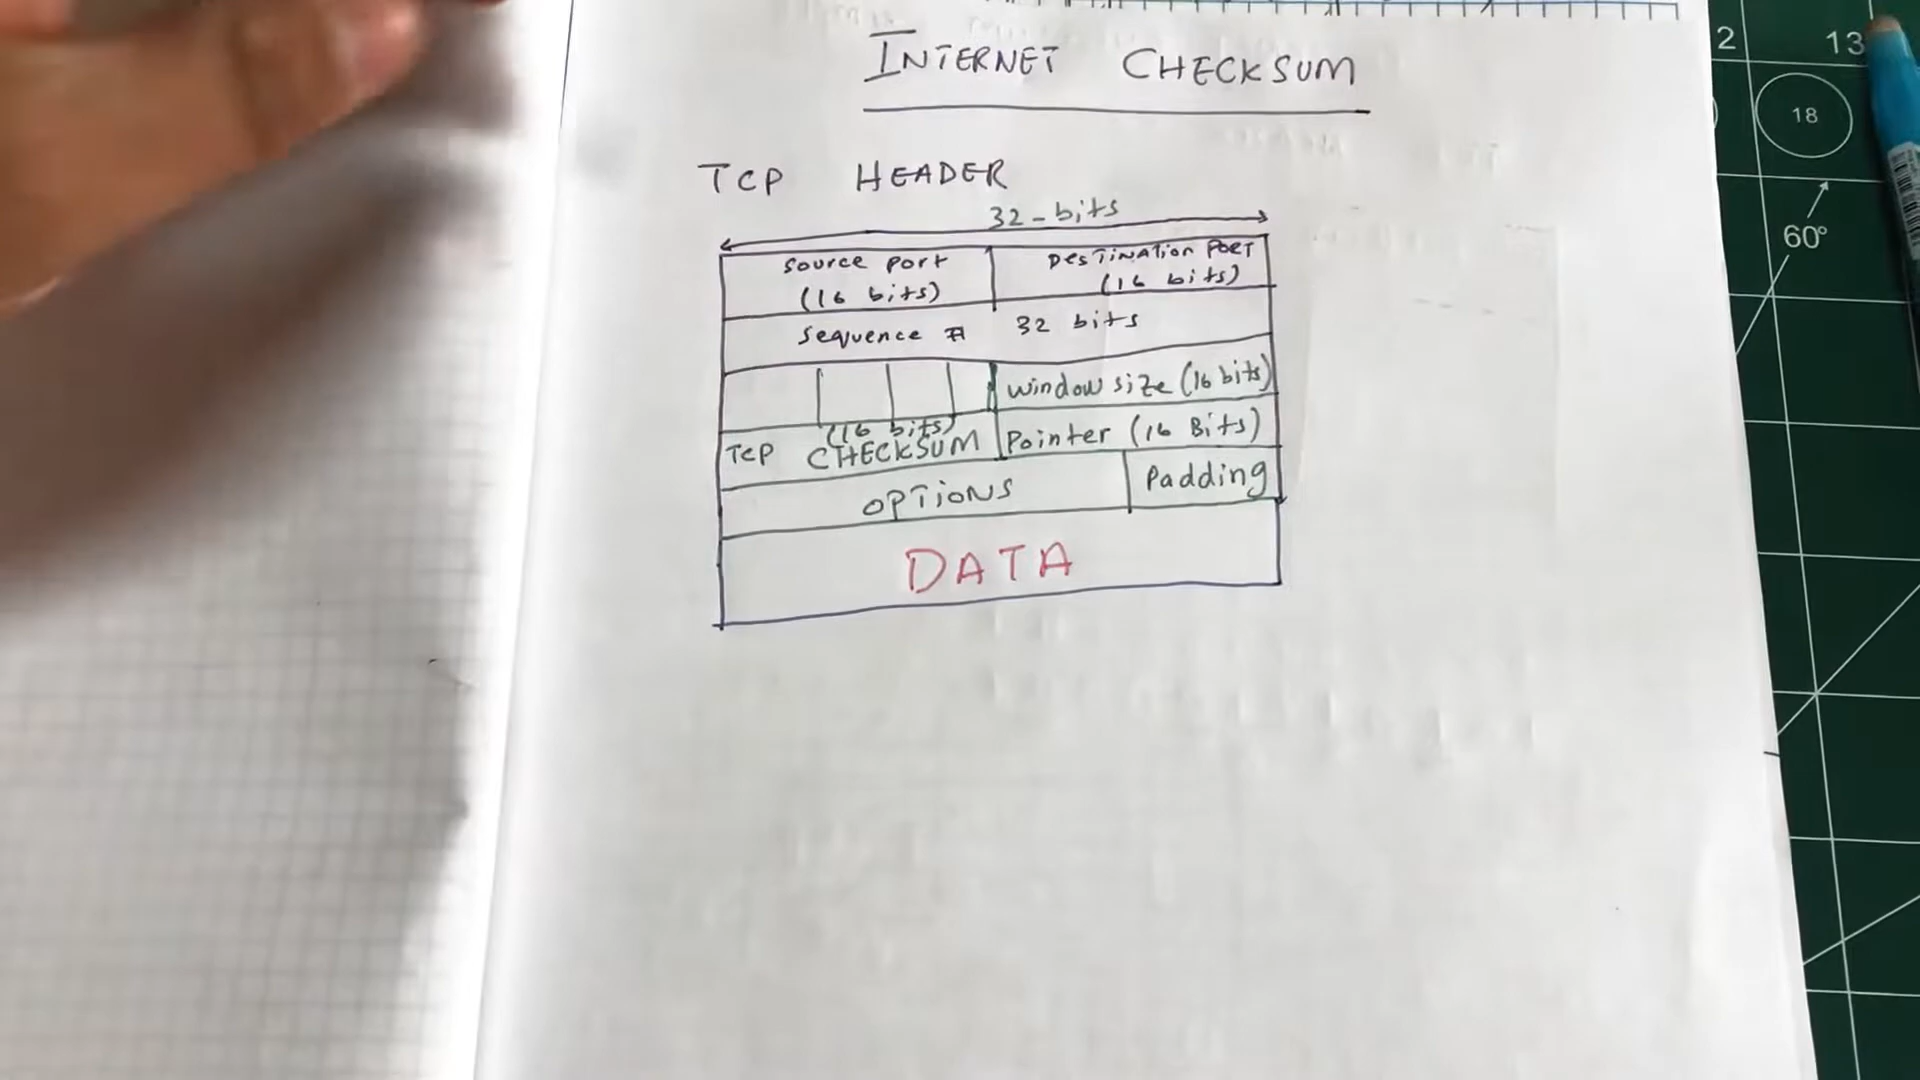 INTERNET CHECKSUM
TCP HEADER
32-bits
source port
(16 bits)
DESTINATION PORT
(16 bits)
sequence # 32 bits
window size (16 bits)
TCP CHECKSUM
(16 bits)
Pointer (16 Bits)
OPTIONS
Padding
DATA
2
13
18
60°